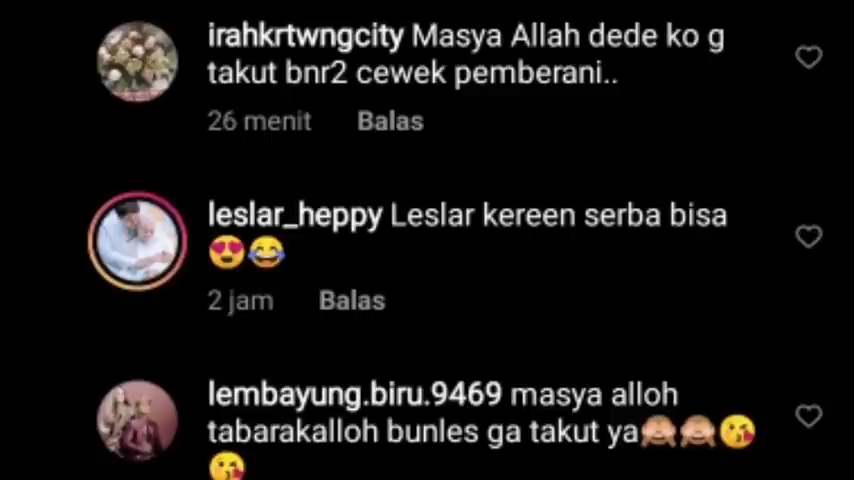 irahkrtwngcity Masya Allah dede ko g
takut bnr2 cewek pemberani..
26 menit Balas
leslar_heppy Leslar kereen serba bisa
😍😂
2 jam Balas
lembayung.biru.9469 masya alloh
tabarakalloh bunles ga takut ya🙈🙈😘
😘